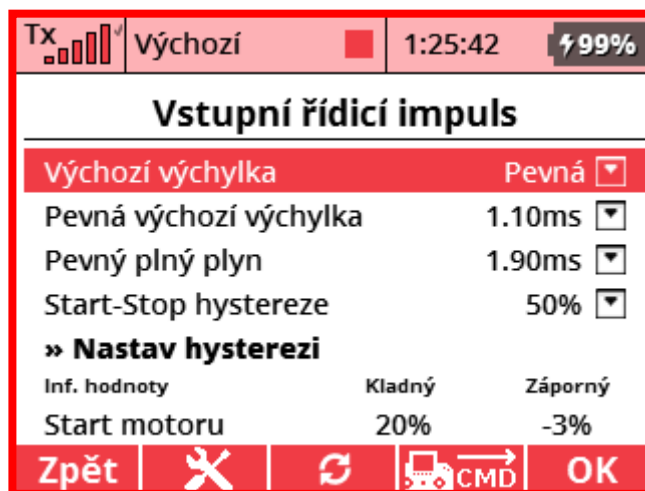 Tx Výchozí 1:25:42 99%
Vstupní řídicí impuls
Výchozí výchylka Pevná
Pevná výchozí výchylka 1.10ms
Pevný plný plyn 1.90ms
Start-Stop hystereze 50%
» Nastav hysterezi
Inf. hodnoty Kladný Záporný
Start motoru 20% -3%
Zpět CMD OK